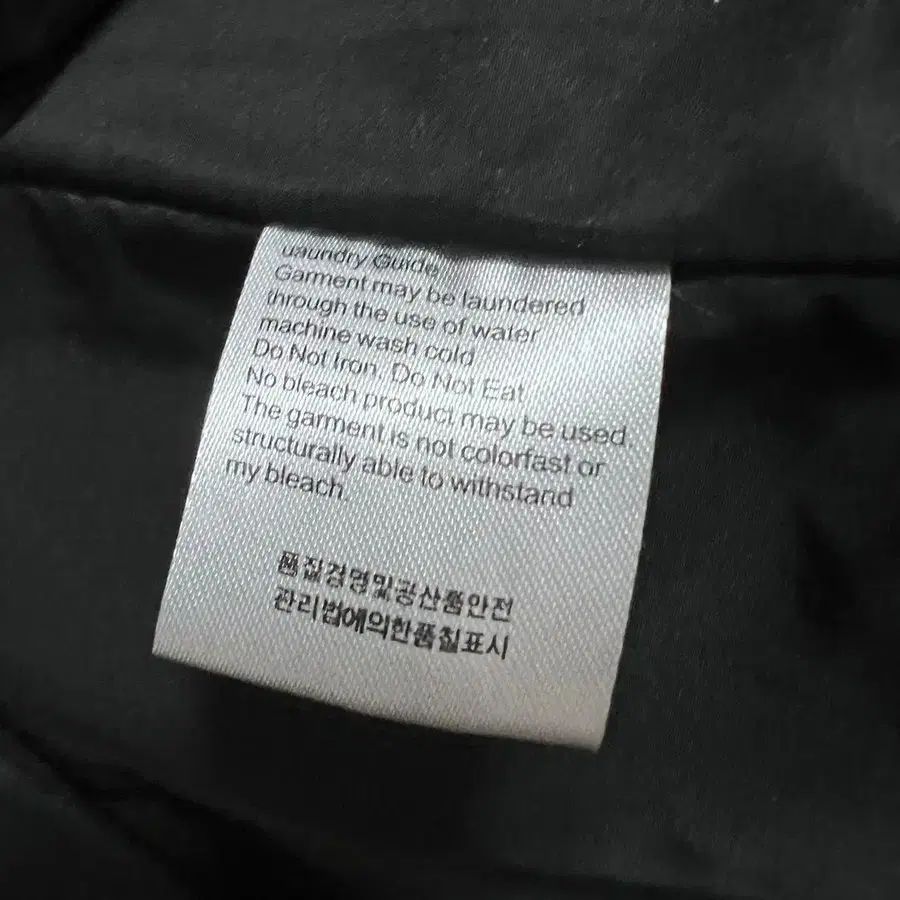 Laundry Guide
Garment may be laundered
through the use of water
machine wash cold
Do Not Iron. Do Not Eat
No bleach product may be used
The garment is not colorfast or
structurally able to withstand
my bleach.
품질경영및공산품안전
관리법에의한품질표시